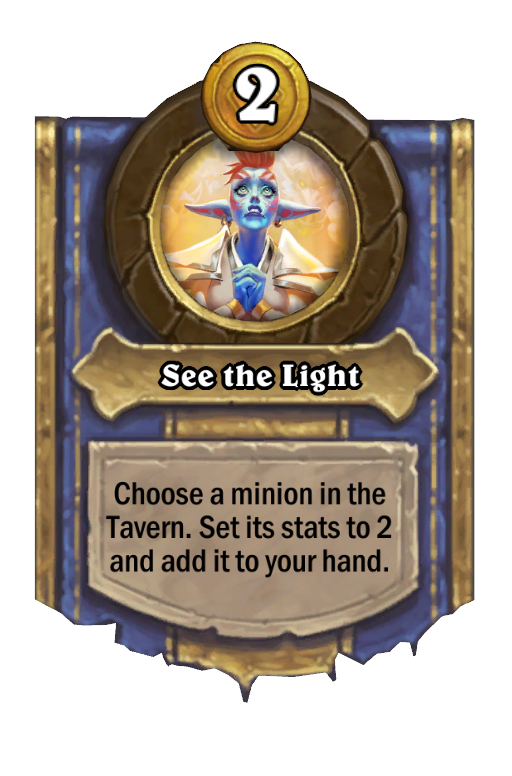 2
See the Light
Choose a minion in the
Tavern. Set its stats to 2
and add it to your hand.